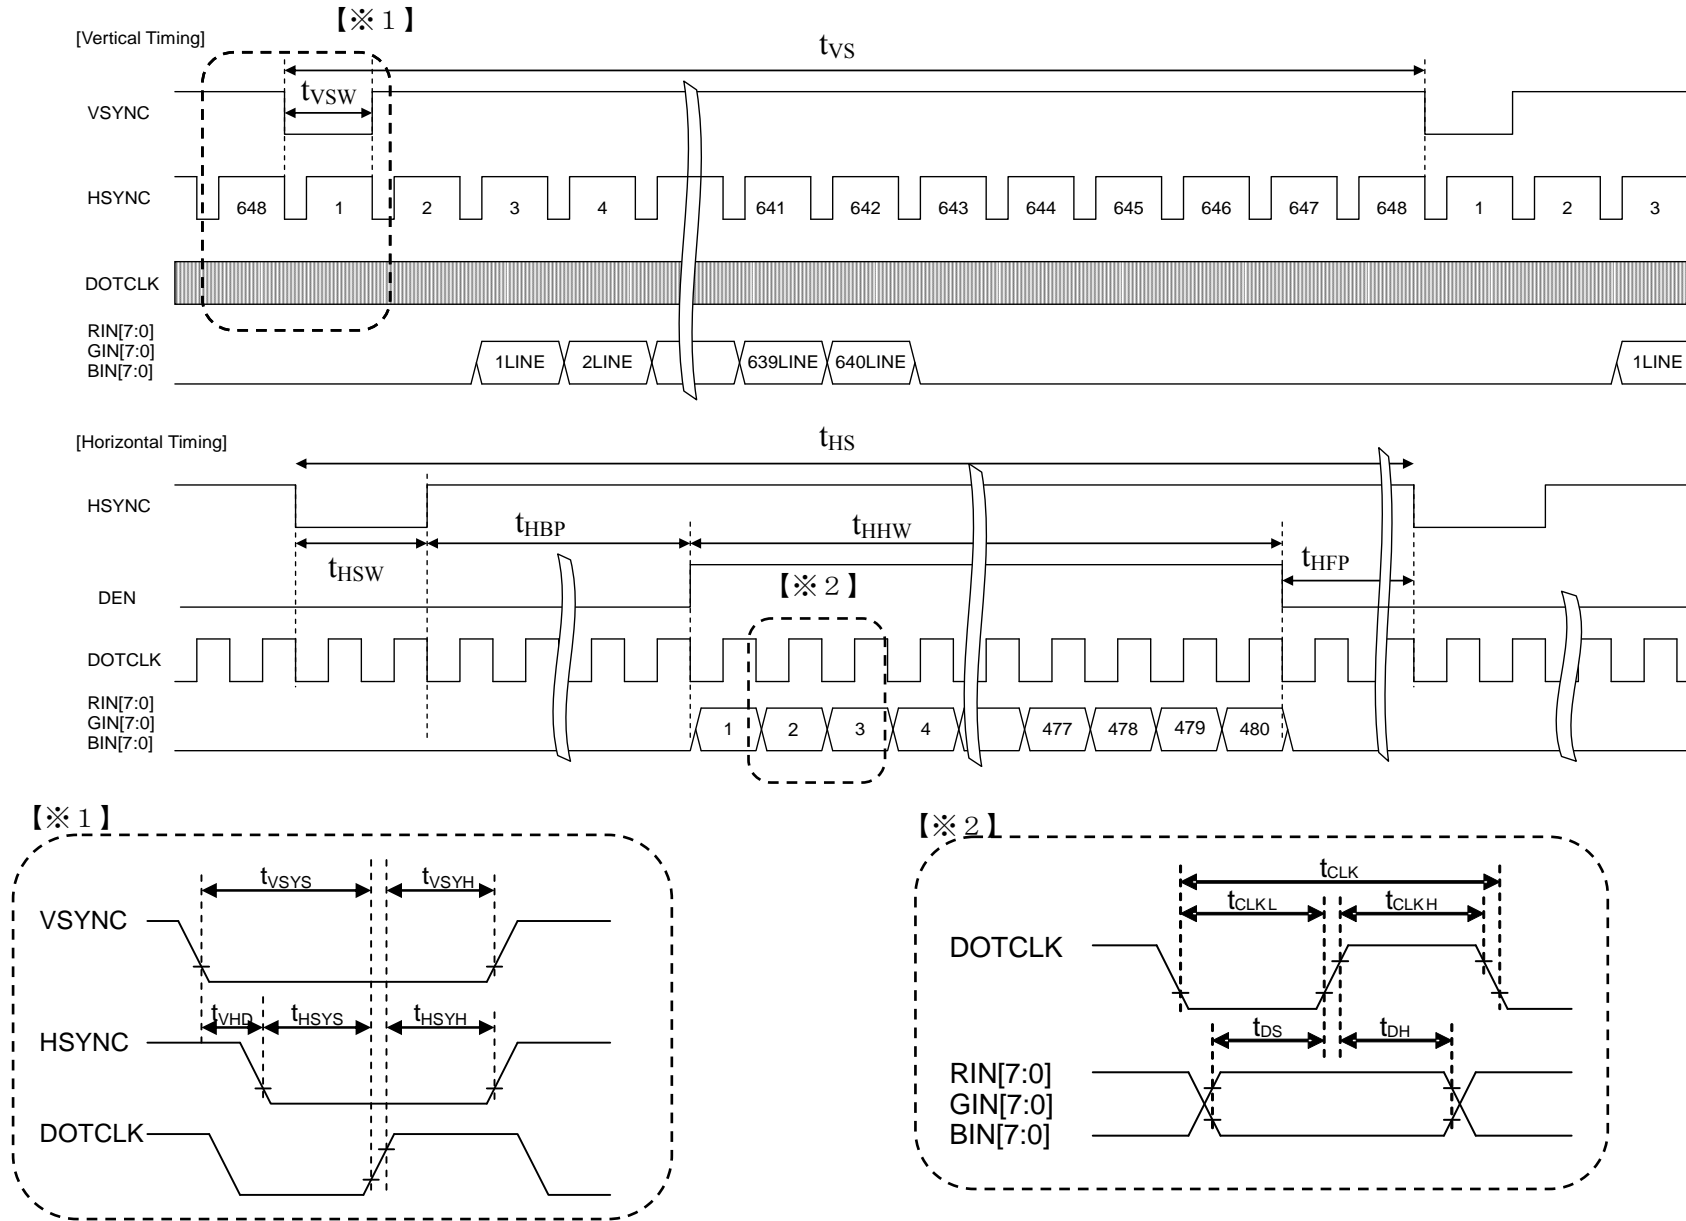 【※１】
[Vertical Timing]
tVS
tVSW
VSYNC
HSYNC
648 1 2 3 4 641 642 643 644 645 646 647 648 1 2 3
DOTCLK
RIN[7:0]
GIN[7:0]
BIN[7:0]
1LINE 2LINE 639LINE 640LINE 1LINE
[Horizontal Timing]
tHS
HSYNC
tHBP tHHW
tHSW tHFP
【※２】
DEN
DOTCLK
RIN[7:0]
GIN[7:0]
BIN[7:0]
1 2 3 4 477 478 479 480
【※１】
tVSYS tVSYH
VSYNC
tVHD tHSYS tHSYH
HSYNC
DOTCLK
【※２】
tCLK
tCLKL tCLKH
DOTCLK
tDS tDH
RIN[7:0]
GIN[7:0]
BIN[7:0]